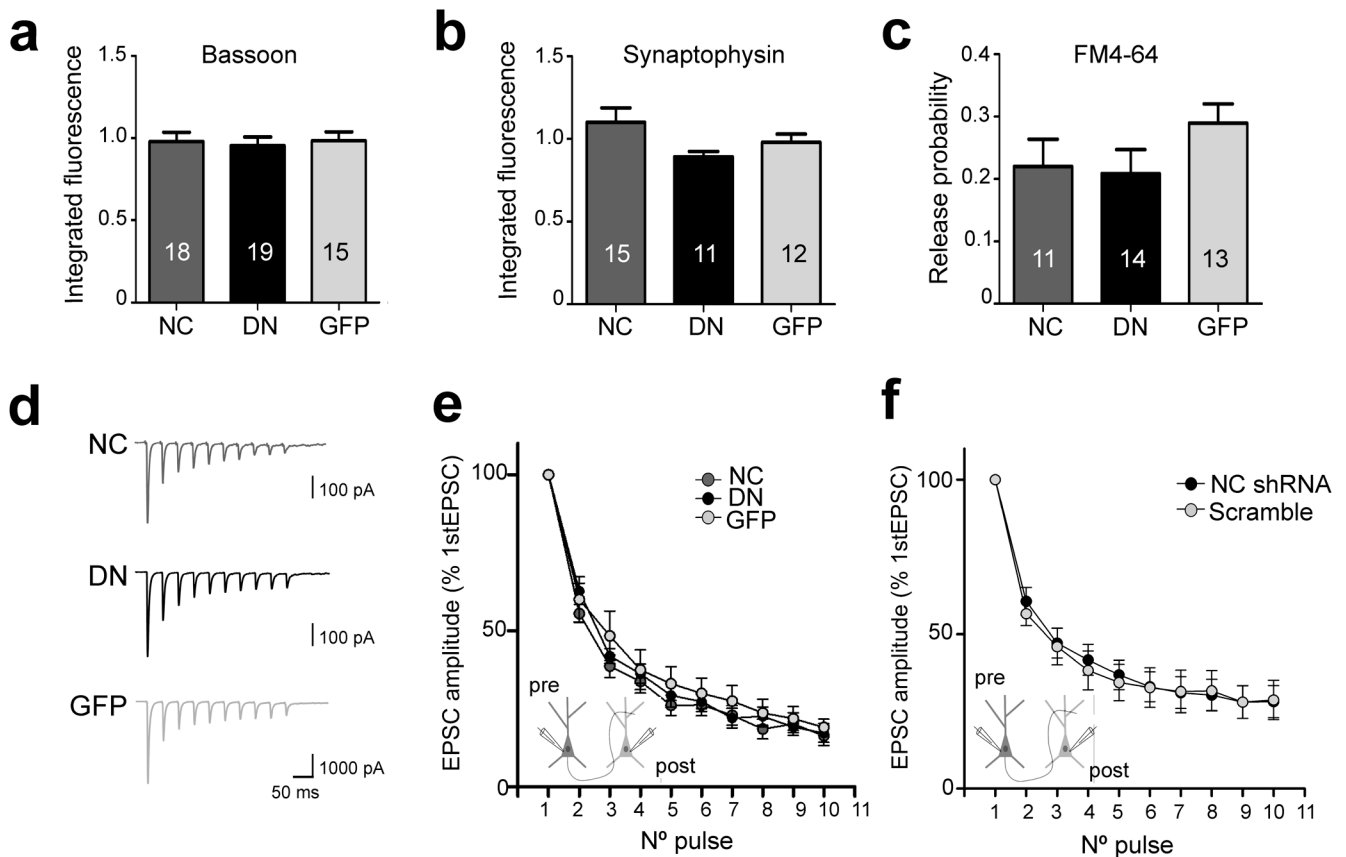 a
Bassoon
Integrated fluorescence
1.5
1.0
0.5
0
18
19
15
NC
DN
GFP
b
Synaptophysin
Integrated fluorescence
1.5
1.0
0.5
0
15
11
12
NC
DN
GFP
c
FM4-64
Release probability
0.4
0.3
0.2
0.1
0
11
14
13
NC
DN
GFP
d
NC
100 pA
DN
100 pA
GFP
1000 pA
50 ms
e
EPSC amplitude (% 1stEPSC)
100
50
0
NC
DN
GFP
pre
post
1 2 3 4 5 6 7 8 9 10 11
Nº pulse
f
EPSC amplitude (% 1stEPSC)
100
50
0
NC shRNA
Scramble
pre
post
1 2 3 4 5 6 7 8 9 10 11
Nº pulse